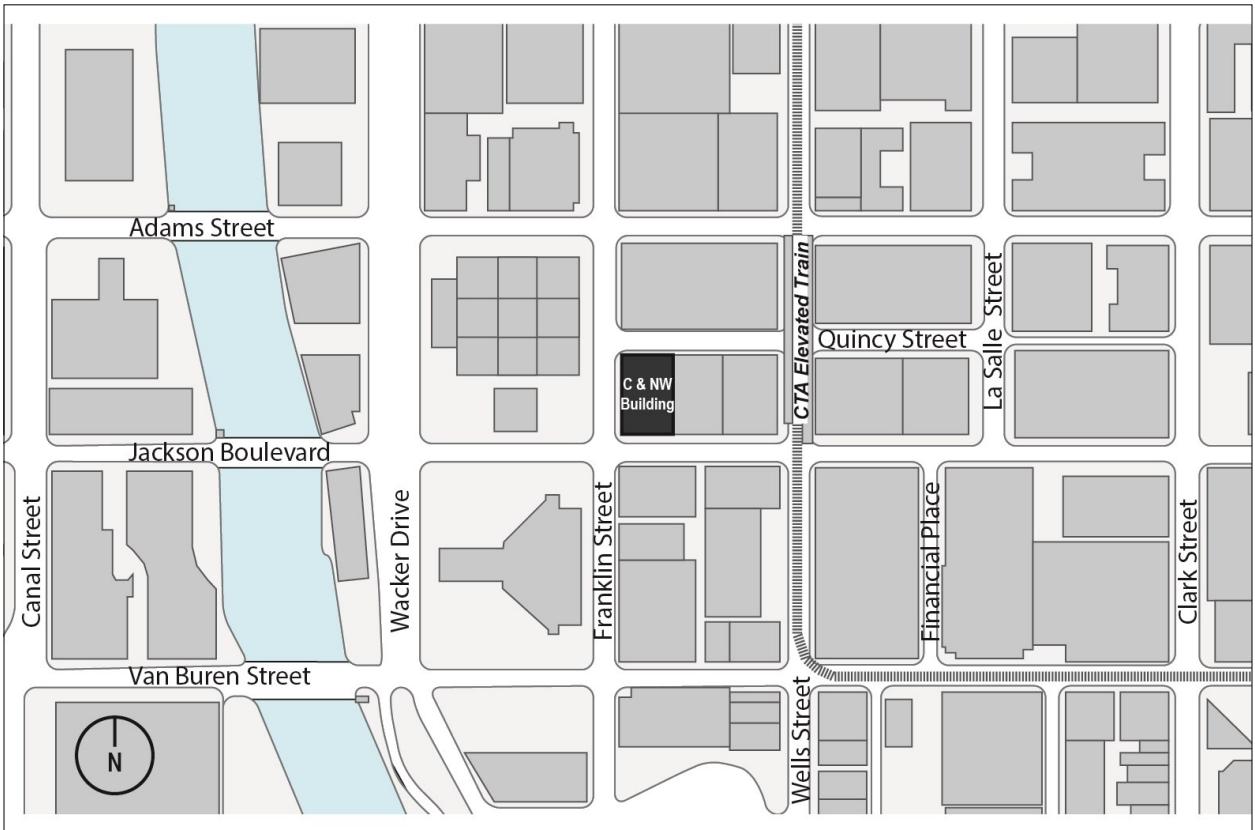 Adams Street
CTA Elevated Train
La Salle Street
Quincy Street
C & NW
Building
Jackson Boulevard
Canal Street
Wacker Drive
Franklin Street
Financial Place
Clark Street
Van Buren Street
Wells Street
N